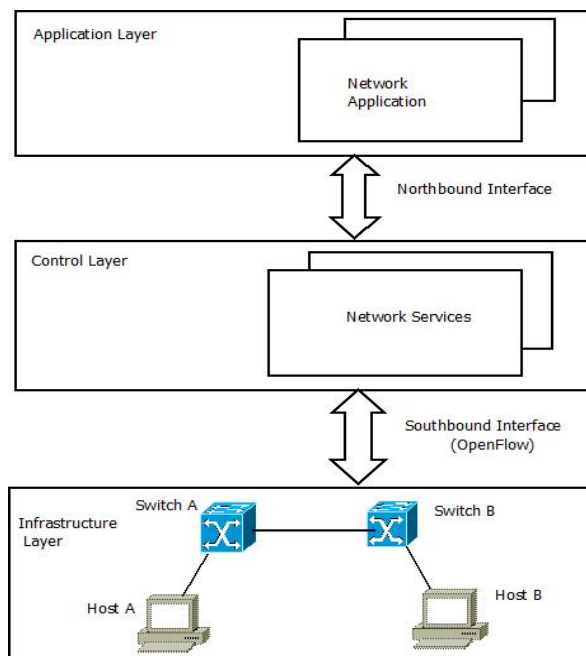 Application Layer
Network
Application
Northbound Interface
Control Layer
Network Services
Southbound Interface
(OpenFlow)
Switch A
Switch B
Infrastructure
Layer
Host A
Host B